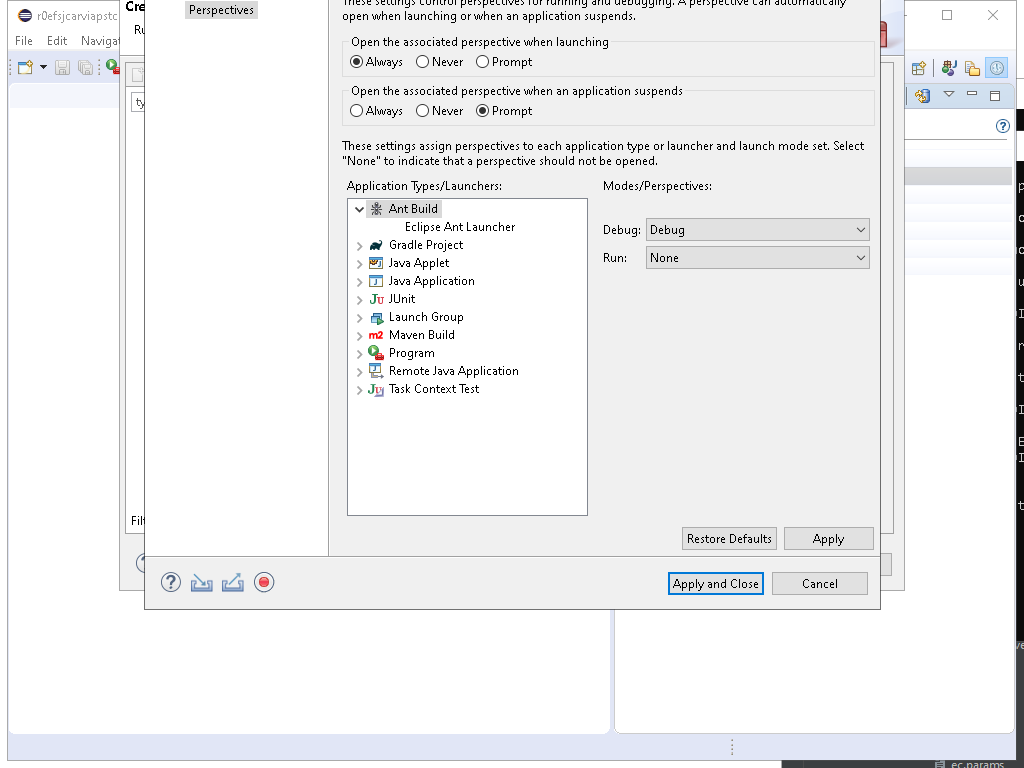 r0efsjcarviapstc
Cre
Perspectives
These settings control perspectives for running and debugging. A perspective can automatically
open when launching or when an application suspends.
File Edit Navigat
Ru
Open the associated perspective when launching
Always Never Prompt
Open the associated perspective when an application suspends
Always Never Prompt
ty
These settings assign perspectives to each application type or launcher and launch mode set. Select
"None" to indicate that a perspective should not be opened.
Application Types/Launchers:
Modes/Perspectives:
Ant Build
Eclipse Ant Launcher
Gradle Project
Java Applet
Java Application
JUnit
Launch Group
Maven Build
Program
Remote Java Application
Task Context Test
Debug: Debug
Run: None
Filt
Restore Defaults Apply
Apply and Close Cancel
ec.params